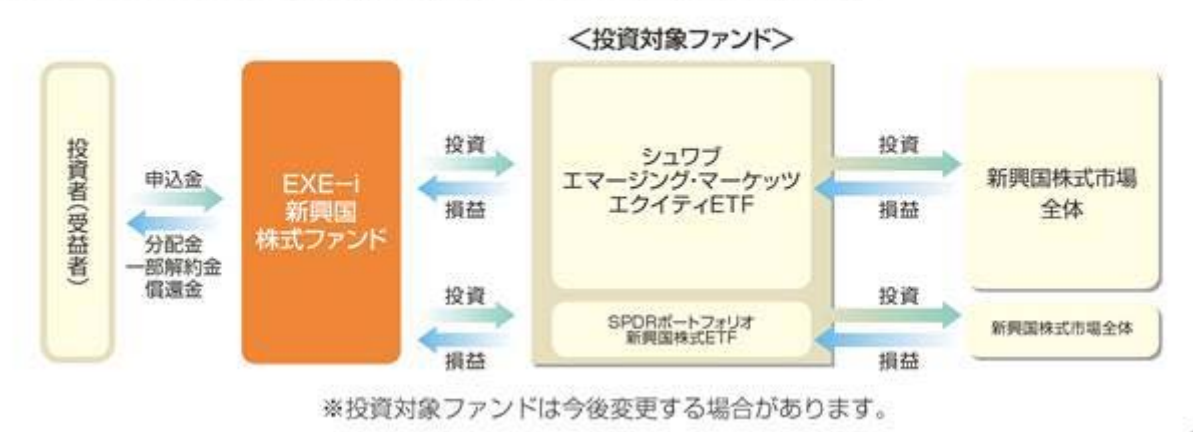 <投資対象ファンド>
投資者(受益者)
申込金
分配金
一部解約金
償還金
EXE-i
新興国
株式ファンド
投資
損益
投資
損益
シュワブ
エマージング・マーケッツ
エクイティETF
SPDRポートフォリオ
新興国株式ETF
投資
損益
投資
損益
新興国株式市場
全体
新興国株式市場全体
※投資対象ファンドは今後変更する場合があります。